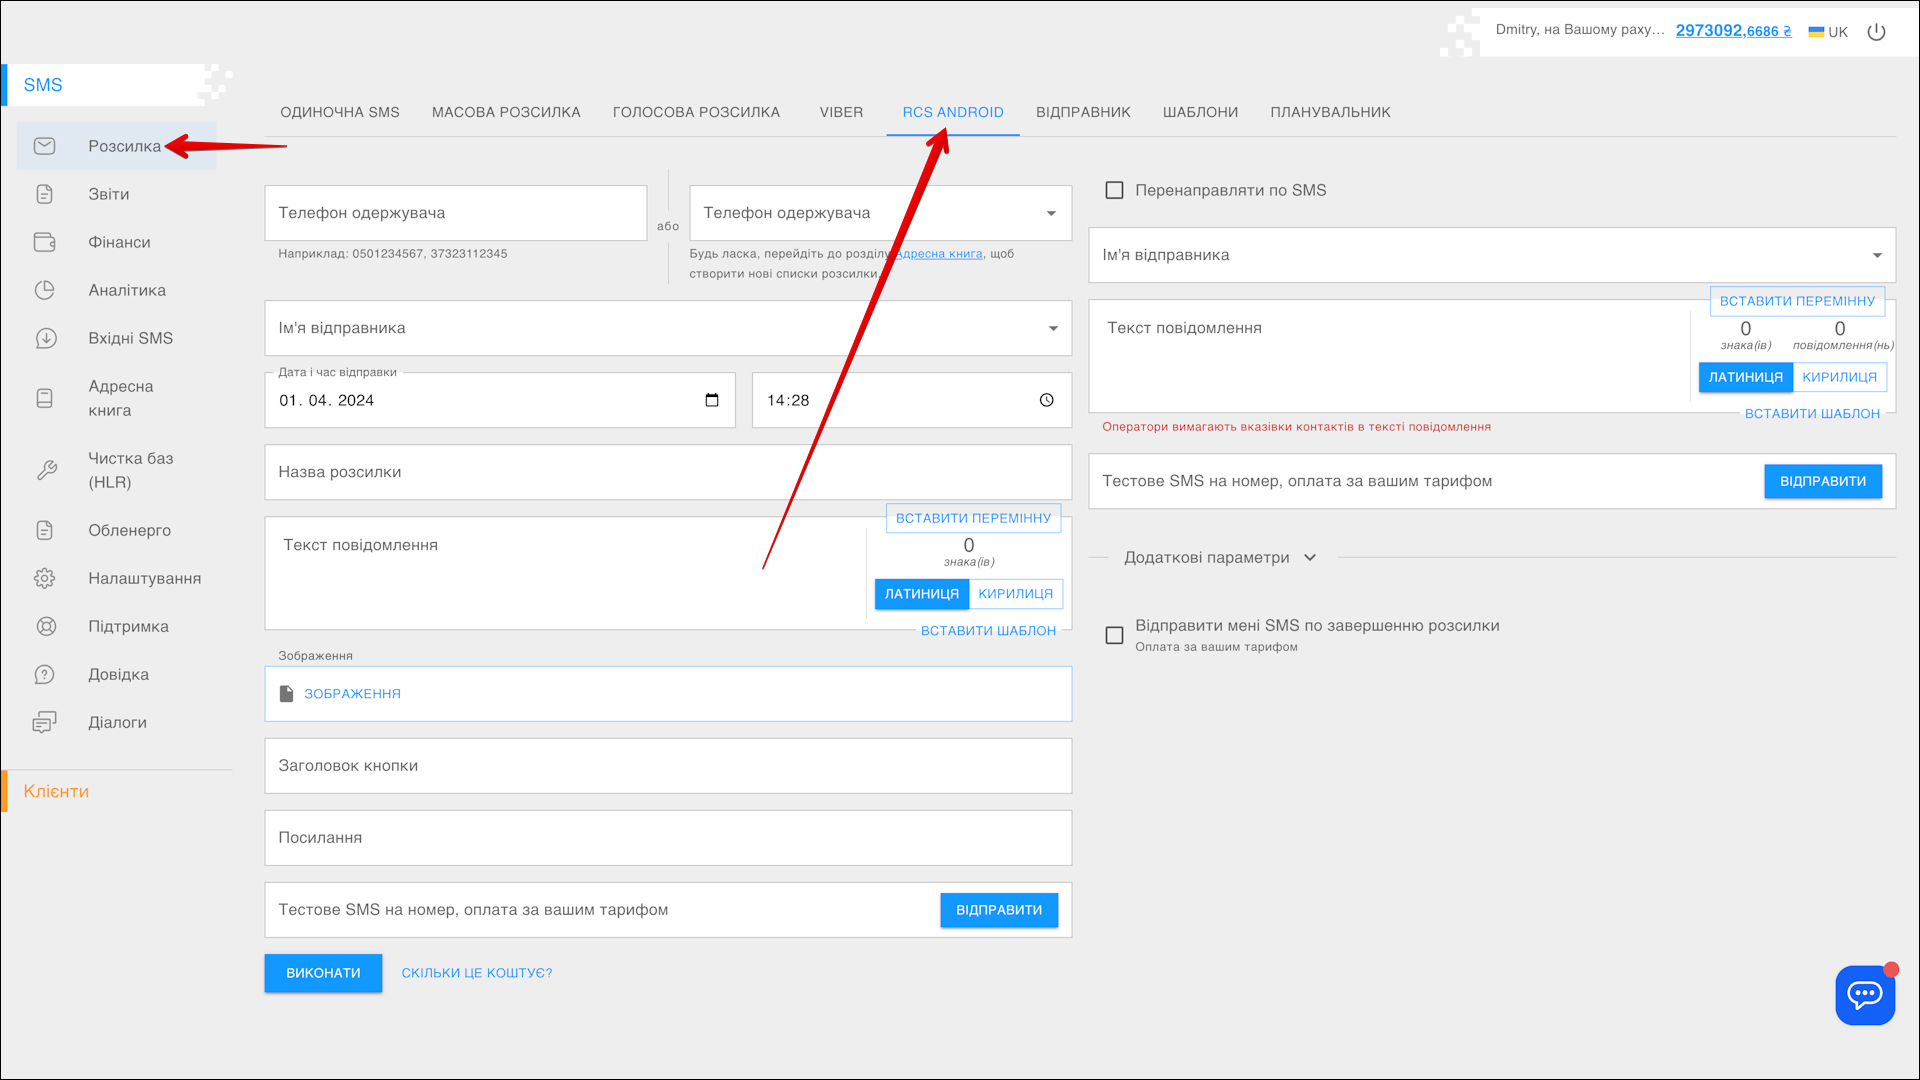 Dmitry, на Вашому раху... 2973092,6686 ₴ UK
SMS
Розсилка
Звіти
Фінанси
Аналітика
Вхідні SMS
Адресна
книга
Чистка баз
(HLR)
Обленерго
Налаштування
Підтримка
Довідка
Діалоги
Клієнти
ОДИНОЧНА SMS МАСОВА РОЗСИЛКА ГОЛОСОВА РОЗСИЛКА VIBER RCS ANDROID ВІДПРАВНИК ШАБЛОНИ ПЛАНУВАЛЬНИК
Телефон одержувача
Наприклад: 0501234567, 37323112345
або
Телефон одержувача
Будь ласка, перейдіть до розділу Адресна книга, щоб
створити нові списки розсилки.
Ім'я відправника
Дата і час відправки
01. 04. 2024
14:28
Назва розсилки
Текст повідомлення
ВСТАВИТИ ПЕРЕМІННУ
0
знака(ів)
ЛАТИНИЦЯ КИРИЛИЦЯ
ВСТАВИТИ ШАБЛОН
Зображення
ЗОБРАЖЕННЯ
Заголовок кнопки
Посилання
Тестове SMS на номер, оплата за вашим тарифом ВІДПРАВИТИ
ВИКОНАТИ СКІЛЬКИ ЦЕ КОШТУЄ?
Перенаправляти по SMS
Ім'я відправника
Текст повідомлення
ВСТАВИТИ ПЕРЕМІННУ
0 0
знака(ів) повідомлення(нь)
ЛАТИНИЦЯ КИРИЛИЦЯ
ВСТАВИТИ ШАБЛОН
Оператори вимагають вказівки контактів в тексті повідомлення
Тестове SMS на номер, оплата за вашим тарифом ВІДПРАВИТИ
Додаткові параметри
Відправити мені SMS по завершенню розсилки
Оплата за вашим тарифом